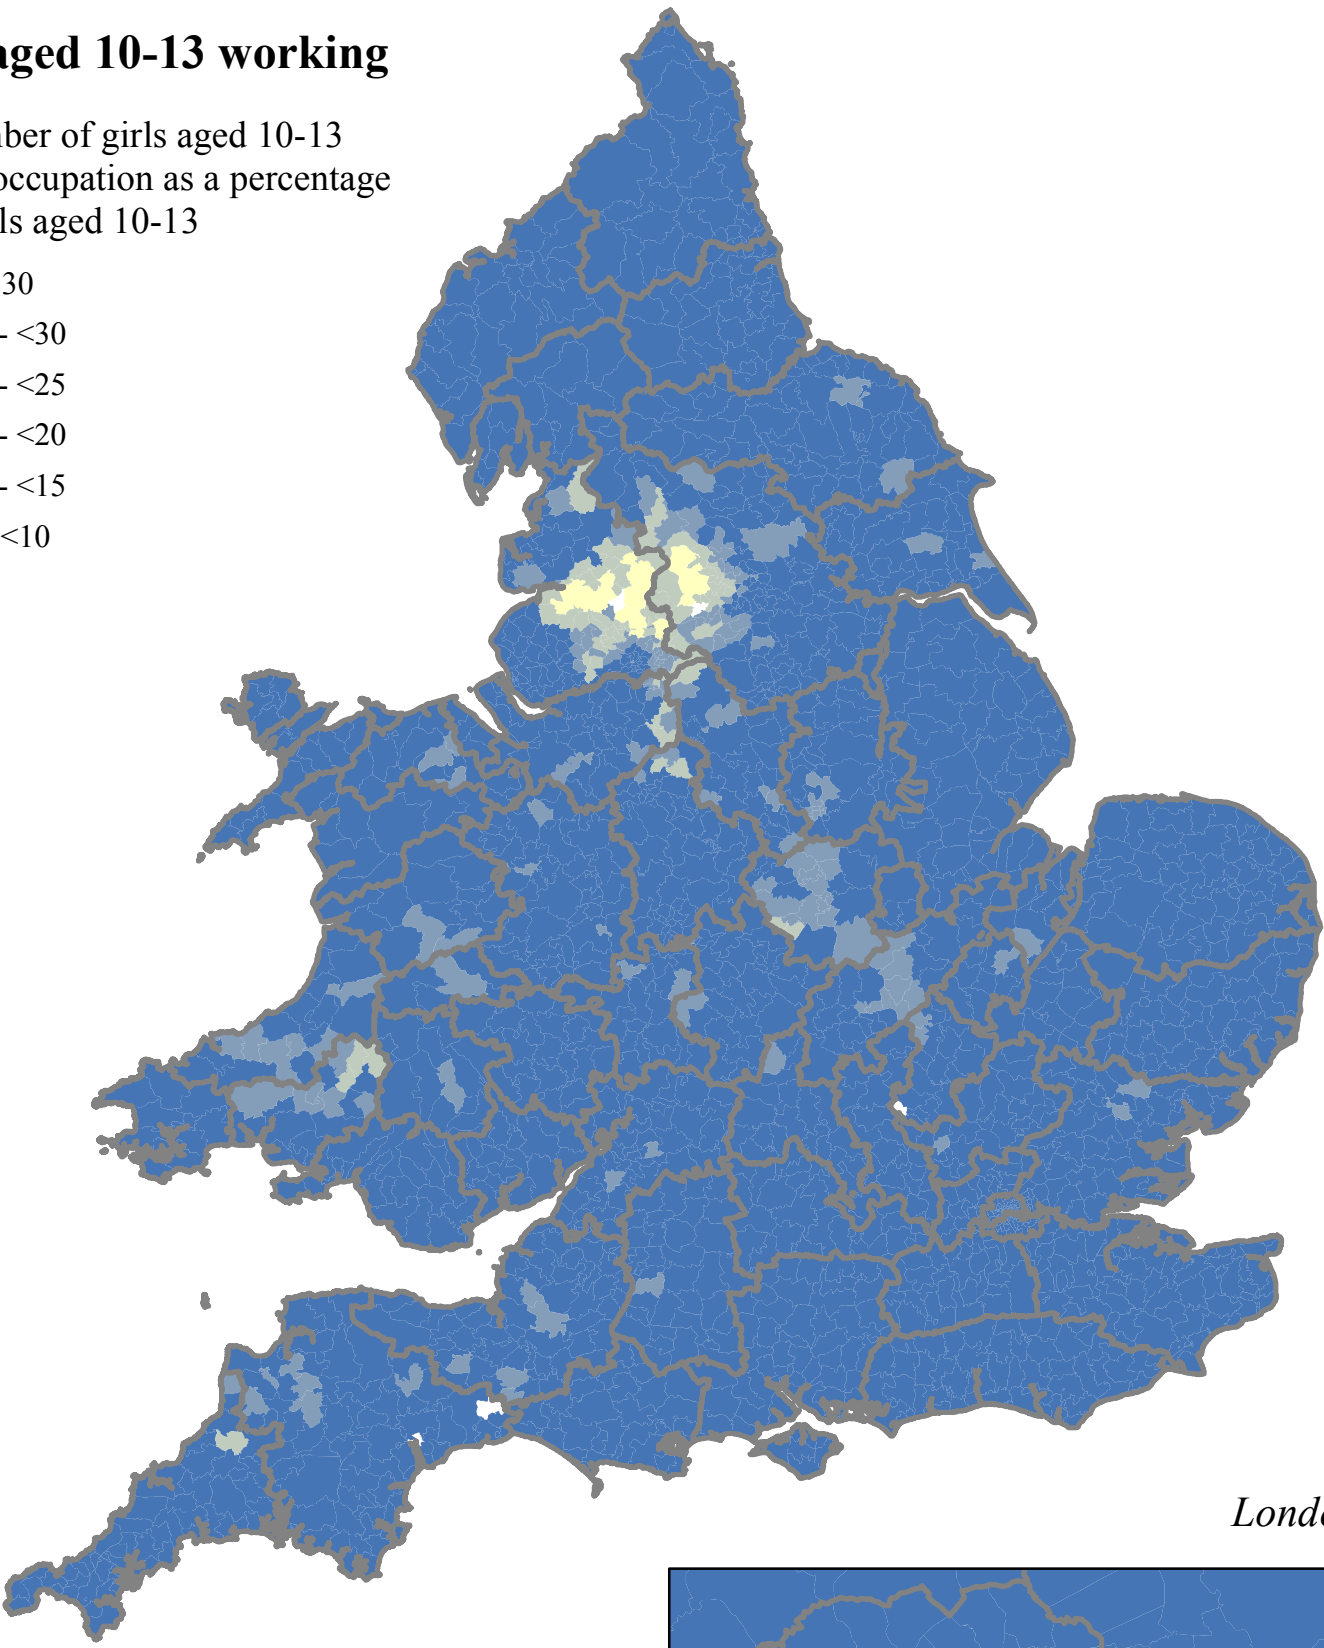 aged 10-13 working
ber of girls aged 10-13
occupation as a percentage
ls aged 10-13
30
- <30
- <25
- <20
- <15
<10
Londo